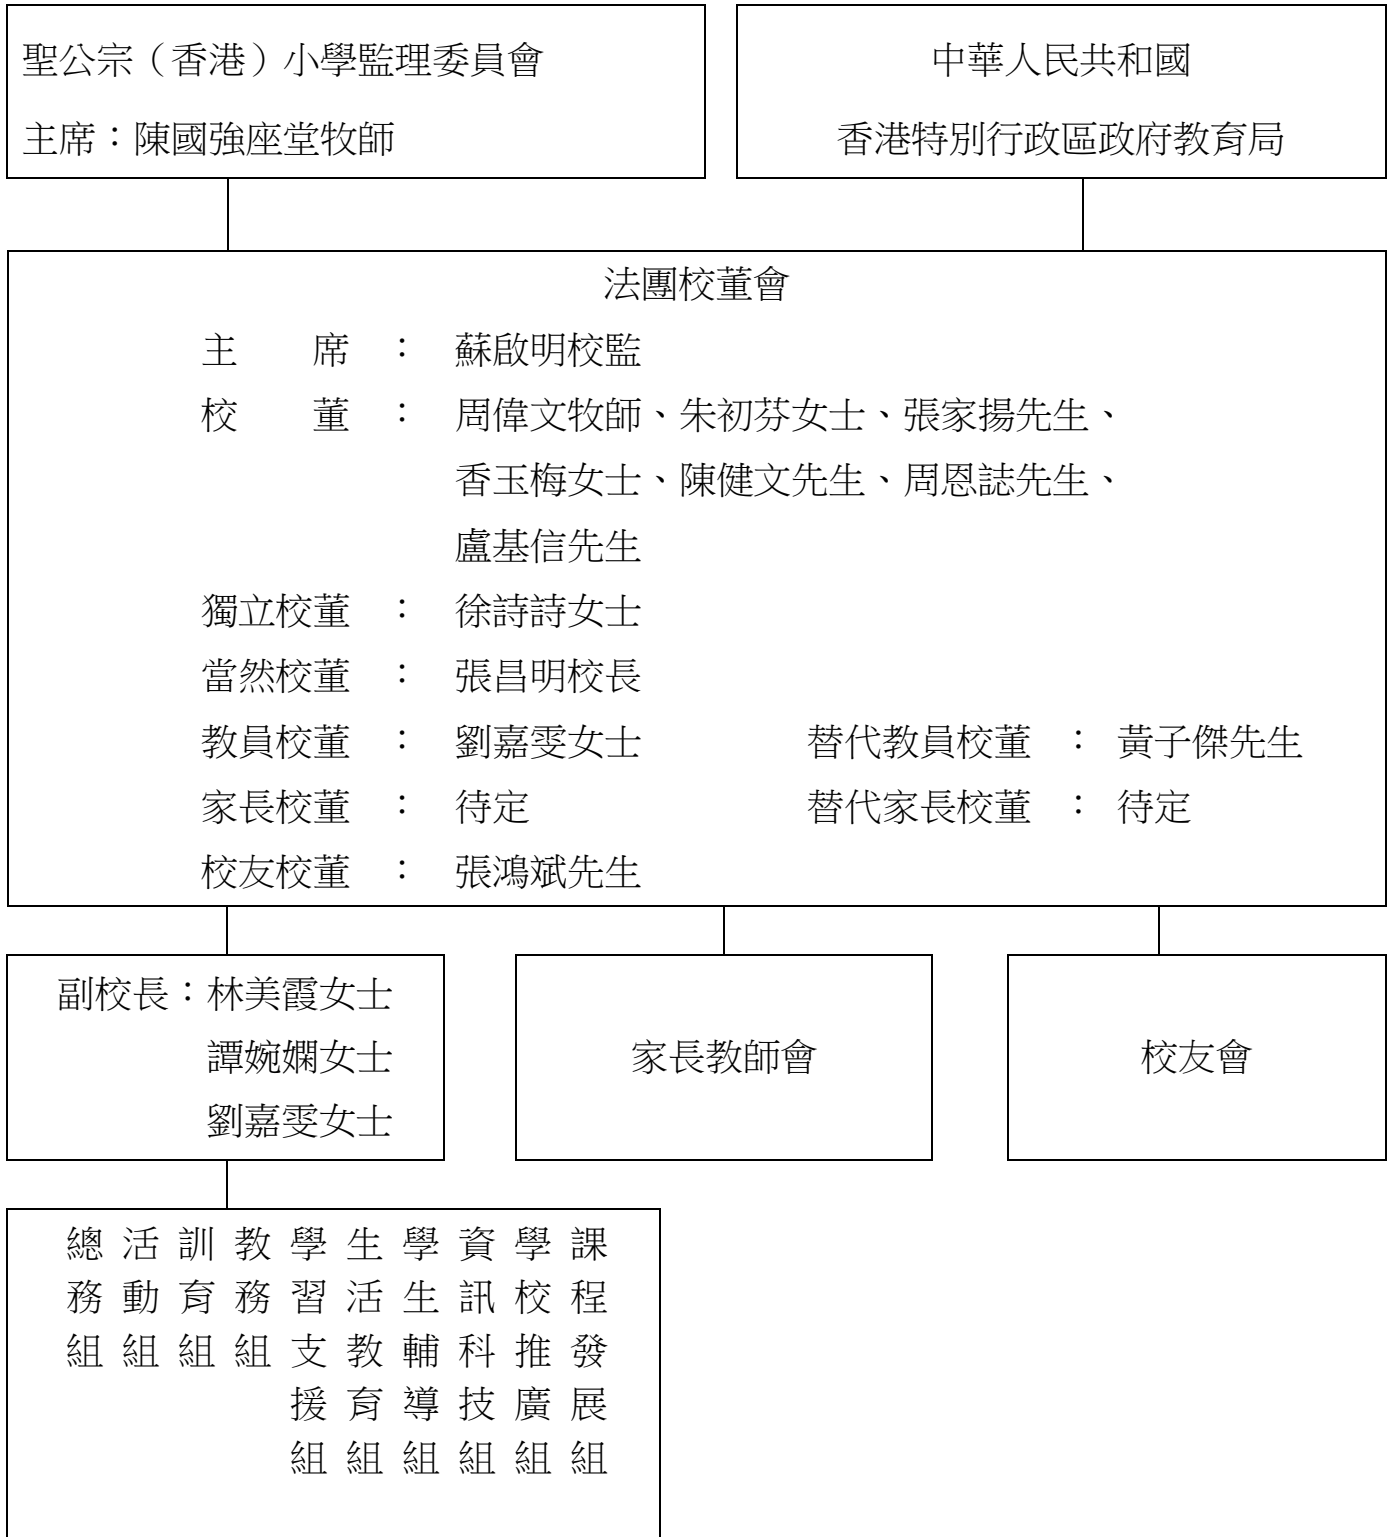 聖公宗（香港）小學監理委員會
主席：陳國強座堂牧師
中華人民共和國
香港特別行政區政府教育局
法團校董會
主　　席　：　蘇啟明校監
校　　董　：　周偉文牧師、朱初芬女士、張家揚先生、
香玉梅女士、陳健文先生、周恩誌先生、
盧基信先生
獨立校董　：　徐詩詩女士
當然校董　：　張昌明校長
教員校董　：　劉嘉雯女士　替代教員校董　：　黃子傑先生
家長校董　：　待定　替代家長校董　：　待定
校友校董　：　張鴻斌先生
副校長：林美霞女士
譚婉嫻女士
劉嘉雯女士
家長教師會
校友會
課程發展組
學校推廣組
資訊科技組
學生輔導組
生活教育組
學習支援組
教務組
訓育組
活動組
總務組